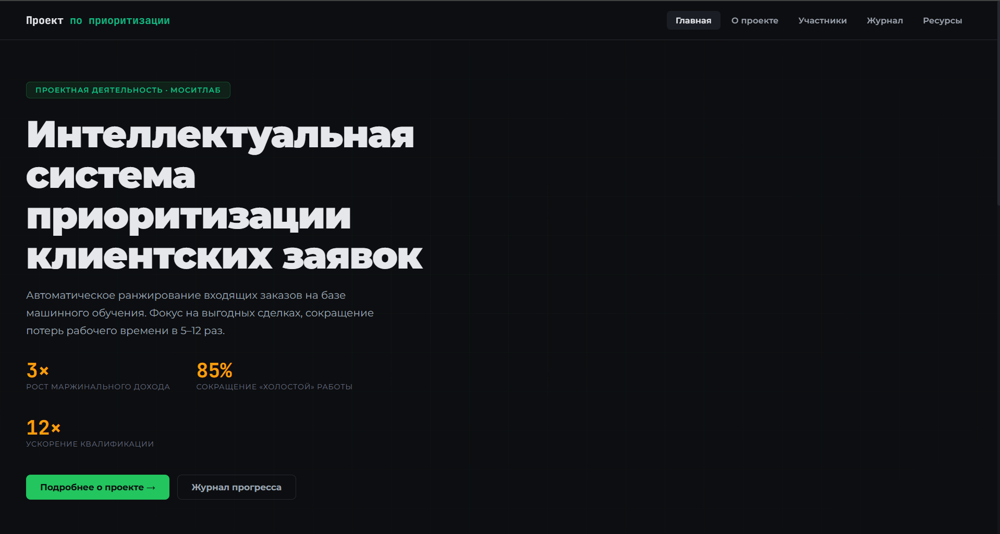 Проект по приоритизации
Главная
О проекте
Участники
Журнал
Ресурсы
ПРОЕКТНАЯ ДЕЯТЕЛЬНОСТЬ · МОСИТЛАБ
Интеллектуальная
система
приоритизации
клиентских заявок
Автоматическое ранжирование входящих заказов на базе
машинного обучения. Фокус на выгодных сделках, сокращение
потерь рабочего времени в 5–12 раз.
3×
РОСТ МАРЖИНАЛЬНОГО ДОХОДА
85%
СОКРАЩЕНИЕ «ХОЛОСТОЙ» РАБОТЫ
12×
УСКОРЕНИЕ КВАЛИФИКАЦИИ
Подробнее о проекте →
Журнал прогресса